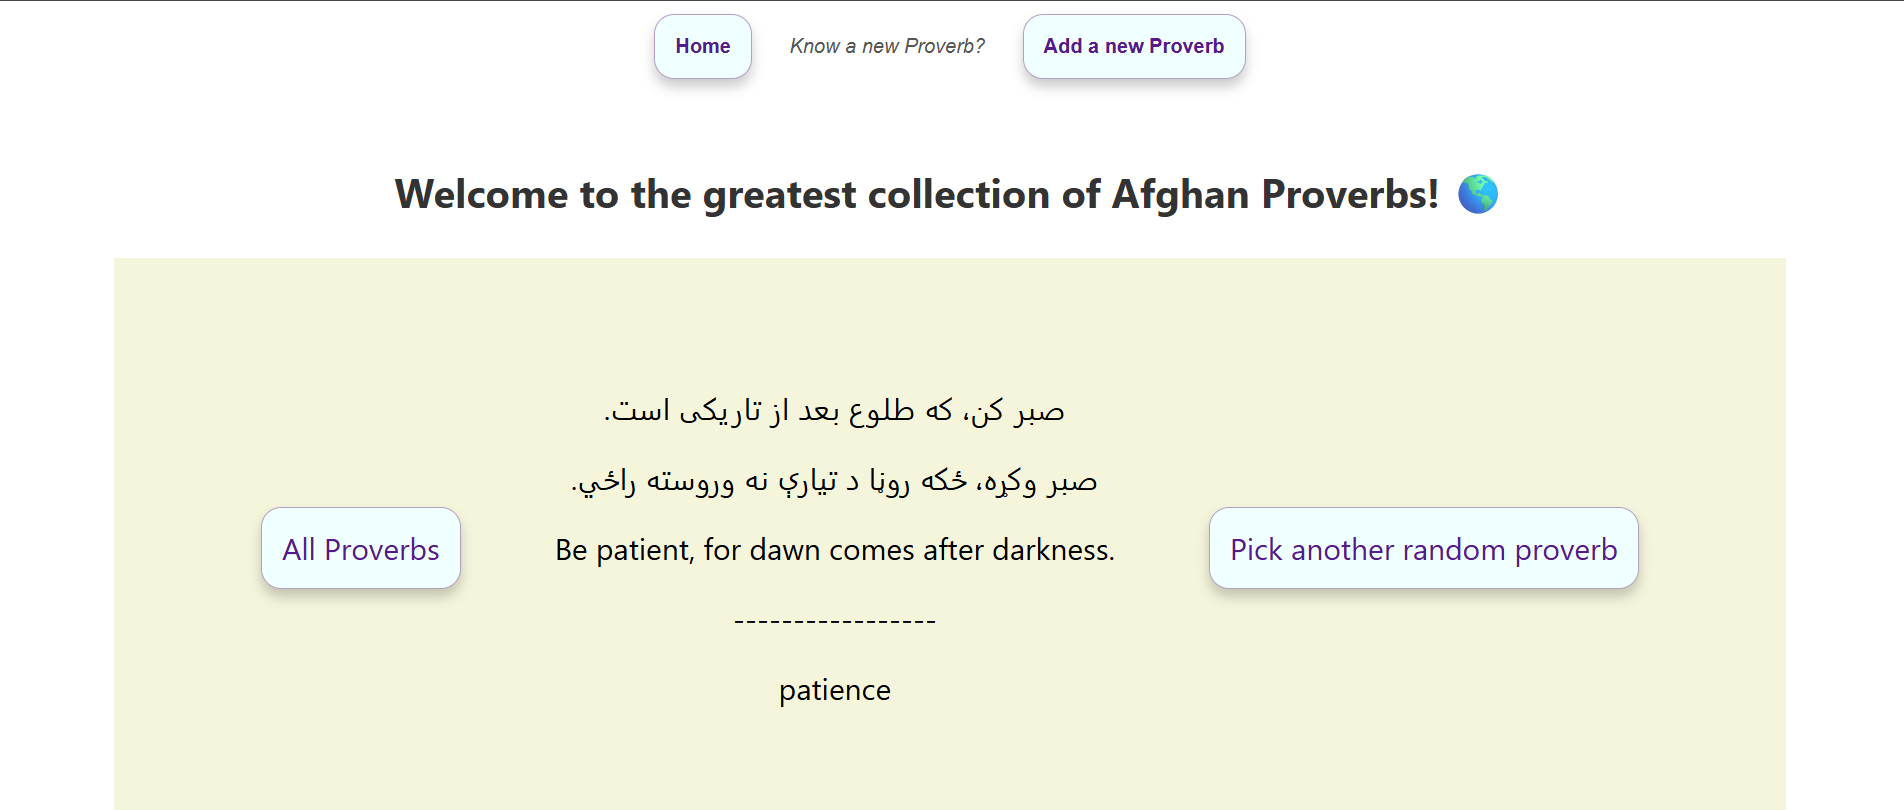 Home
Know a new Proverb?
Add a new Proverb
Welcome to the greatest collection of Afghan Proverbs! 🌎
صبر کن، که طلوع بعد از تاریکی است.
صبر وکړه، ځکه روڼا د تیارې نه وروسته راځي.
All Proverbs
Be patient, for dawn comes after darkness.
Pick another random proverb
-----------------
patience